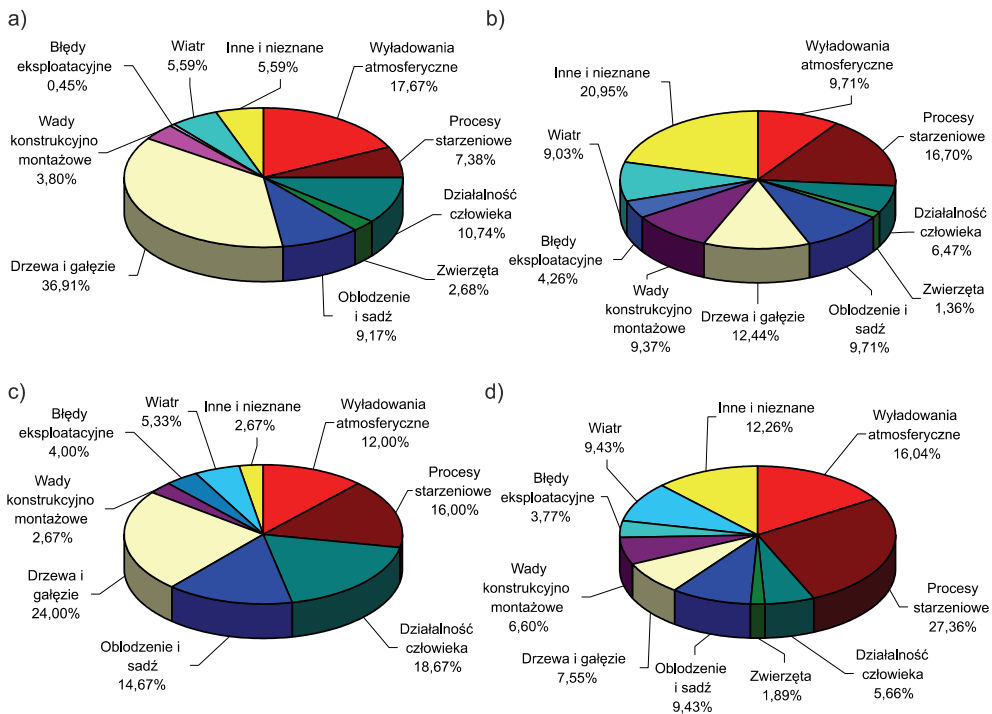 a)
Błędy
eksploatacyjne
0,45%
Wiatr
5,59%
Inne i nieznane
5,59%
Wyładowania
atmosferyczne
17,67%
Procesy
starzeniowe
7,38%
Działalność
człowieka
10,74%
Zwierzęta
2,68%
Oblodzenie
i sadź
9,17%
Drzewa i gałęzie
36,91%
Wady
konstrukcyjno
montażowe
3,80%
b)
Inne i nieznane
20,95%
Wyładowania
atmosferyczne
9,71%
Procesy
starzeniowe
16,70%
Działalność
człowieka
6,47%
Zwierzęta
1,36%
Oblodzenie i
sadź
9,71%
Drzewa i gałęzie
12,44%
Wady
konstrukcyjno
montażowe
9,37%
Błędy
eksploatacyjne
4,26%
Wiatr
9,03%
c)
Błędy
eksploatacyjne
4,00%
Wiatr
5,33%
Inne i nieznane
2,67%
Wyładowania
atmosferyczne
12,00%
Procesy
starzeniowe
16,00%
Działalność
człowieka
18,67%
Oblodzenie i
sadź
14,67%
Drzewa i
gałęzie
24,00%
Wady
konstrukcyjno
montażowe
2,67%
d)
Wiatr
9,43%
Inne i nieznane
12,26%
Wyładowania
atmosferyczne
16,04%
Procesy
starzeniowe
27,36%
Działalność
człowieka
5,66%
Zwierzęta
1,89%
Oblodzenie
i sadź
9,43%
Drzewa i gałęzie
7,55%
Wady
konstrukcyjno
montażowe
6,60%
Błędy
eksploatacyjne
3,77%